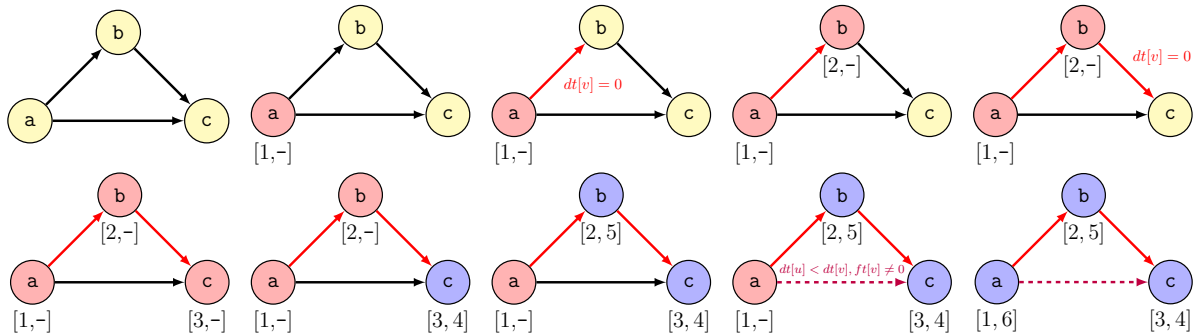 b
a
c
b
a
c
[1,-]
b
dt[v] = 0
a
c
[1,-]
b
[2,-]
a
c
[1,-]
b
[2,-]
dt[v] = 0
a
c
[1,-]
b
[2,-]
a
c
[1,-]
[3,-]
b
[2,-]
a
c
[1,-]
[3, 4]
b
[2, 5]
a
c
[1,-]
[3, 4]
b
[2, 5]
dt[u] < dt[v], ft[v] ≠ 0
a
c
[1,-]
[3, 4]
b
[2, 5]
a
c
[1, 6]
[3, 4]